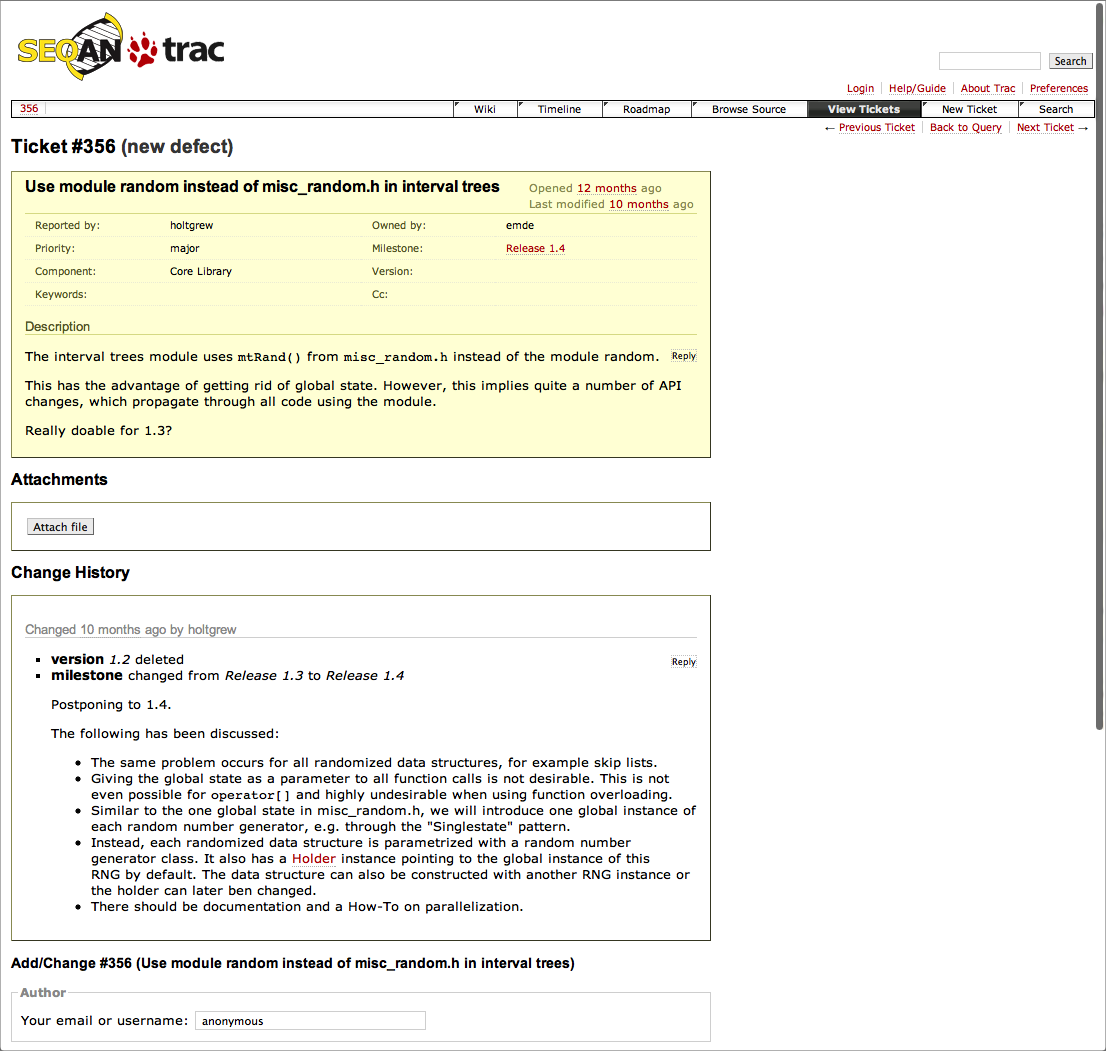 SEQAN trac
Search
Login Help/Guide About Trac Preferences
356 Wiki Timeline Roadmap Browse Source View Tickets New Ticket Search
← Previous Ticket Back to Query Next Ticket →
Ticket #356 (new defect)
Use module random instead of misc_random.h in interval trees
Opened 12 months ago
Last modified 10 months ago
Reported by: holtgrew Owned by: emde
Priority: major Milestone: Release 1.4
Component: Core Library Version:
Keywords: Cc:
Description
The interval trees module uses mtRand() from misc_random.h instead of the module random. Reply
This has the advantage of getting rid of global state. However, this implies quite a number of API
changes, which propagate through all code using the module.
Really doable for 1.3?
Attachments
Attach file
Change History
Changed 10 months ago by holtgrew
▪ version 1.2 deleted Reply
▪ milestone changed from Release 1.3 to Release 1.4
Postponing to 1.4.
The following has been discussed:
• The same problem occurs for all randomized data structures, for example skip lists.
• Giving the global state as a parameter to all function calls is not desirable. This is not
even possible for operator[] and highly undesirable when using function overloading.
• Similar to the one global state in misc_random.h, we will introduce one global instance of
each random number generator, e.g. through the "Singlestate" pattern.
• Instead, each randomized data structure is parametrized with a random number
generator class. It also has a Holder instance pointing to the global instance of this
RNG by default. The data structure can also be constructed with another RNG instance or
the holder can later ben changed.
• There should be documentation and a How-To on parallelization.
Add/Change #356 (Use module random instead of misc_random.h in interval trees)
Author
Your email or username: anonymous